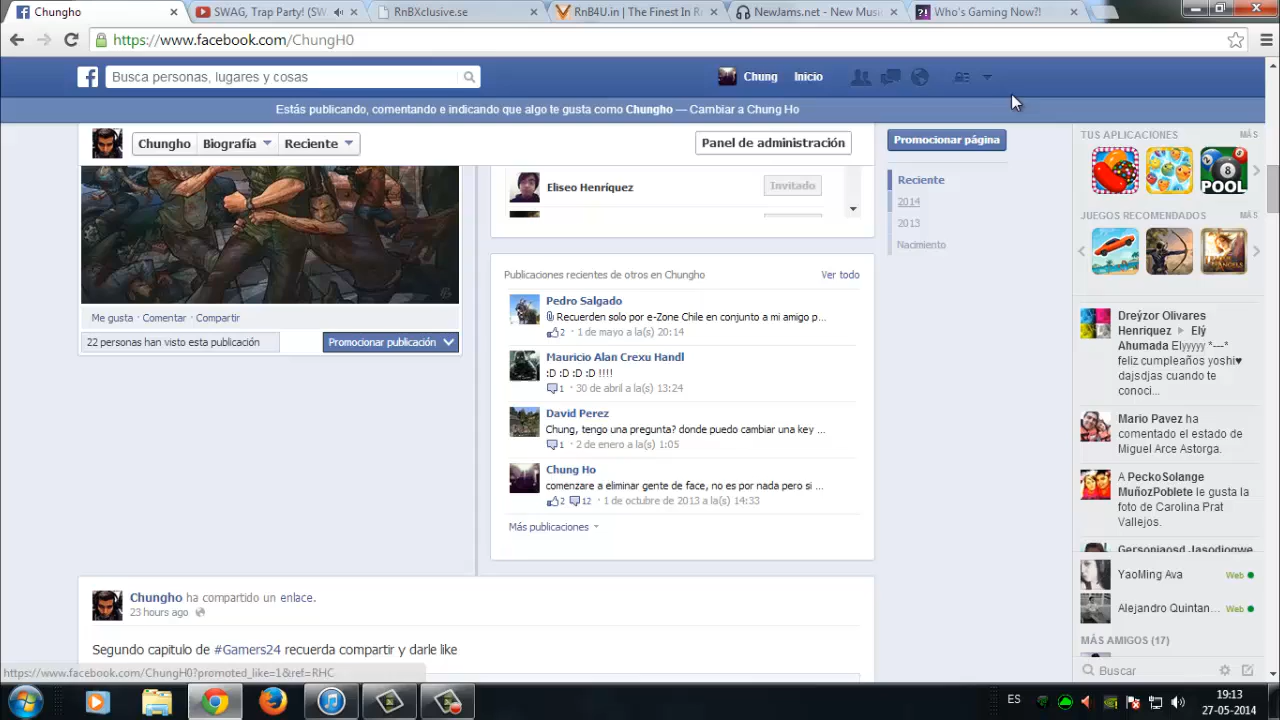 Chungho
SWAG, Trap Party! (SW
RnBXclusive.se
RnB4U.in | The Finest In R
NewJams.net - New Musi
Who's Gaming Now?!
https://www.facebook.com/ChungH0
Busca personas, lugares y cosas
Chung
Inicio
Estás publicando, comentando e indicando que algo te gusta como Chungho — Cambiar a Chung Ho
Chungho
Biografía
Reciente
Panel de administración
Promocionar página
Reciente
2014
2013
Nacimiento
Eliseo Henríquez
Invitado
Me gusta · Comentar · Compartir
22 personas han visto esta publicación
Promocionar publicación
Publicaciones recientes de otros en Chungho
Ver todo
Pedro Salgado
Recuerden solo por e-Zone Chile en conjunto a mi amigo p...
2 · 1 de mayo a la(s) 20:14
Mauricio Alan Crexu Handl
:D :D :D :D !!!!
1 · 30 de abril a la(s) 13:24
David Perez
Chung, tengo una pregunta? donde puedo cambiar una key ...
1 · 2 de enero a la(s) 1:05
Chung Ho
comenzare a eliminar gente de face, no es por nada pero si ...
2 12 · 1 de octubre de 2013 a la(s) 14:33
Más publicaciones
Chungho ha compartido un enlace.
23 hours ago
Segundo capitulo de #Gamers24 recuerda compartir y darle like
https://www.facebook.com/ChungH0?promoted_like=1&ref=RHC
TUS APLICACIONES
MÁS
8
POOL
JUEGOS RECOMENDADOS
MÁS
Dreýzor Olivares
Henriquez ▸ Elý
Ahumada Elyyyyy *---*
feliz cumpleaños yoshi♥
dajsdjas cuando te
conoci...
Mario Pavez ha
comentado el estado de
Miguel Arce Astorga.
A PeckoSolange
MuñozPoblete le gusta la
foto de Carolina Prat
Vallejos.
Gersoniaosd Jasodiogwe
YaoMing Ava
Web
Alejandro Quintan...
Web
MÁS AMIGOS (17)
Buscar
ES
19:13
27-05-2014